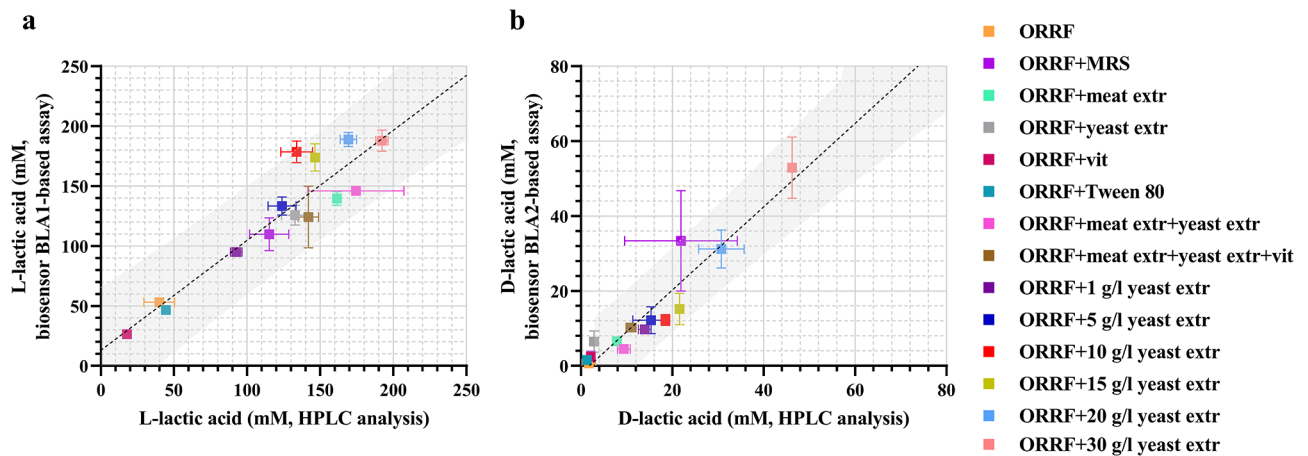 a
b
250
200
150
100
50
0
0
50
100
150
200
250
L-lactic acid (mM,
biosensor BLA1-based assay)
L-lactic acid (mM, HPLC analysis)
80
60
40
20
0
0
20
40
60
80
D-lactic acid (mM,
biosensor BLA2-based assay)
D-lactic acid (mM, HPLC analysis)
ORRF
ORRF+MRS
ORRF+meat extr
ORRF+yeast extr
ORRF+vit
ORRF+Tween 80
ORRF+meat extr+yeast extr
ORRF+meat extr+yeast extr+vit
ORRF+1 g/l yeast extr
ORRF+5 g/l yeast extr
ORRF+10 g/l yeast extr
ORRF+15 g/l yeast extr
ORRF+20 g/l yeast extr
ORRF+30 g/l yeast extr